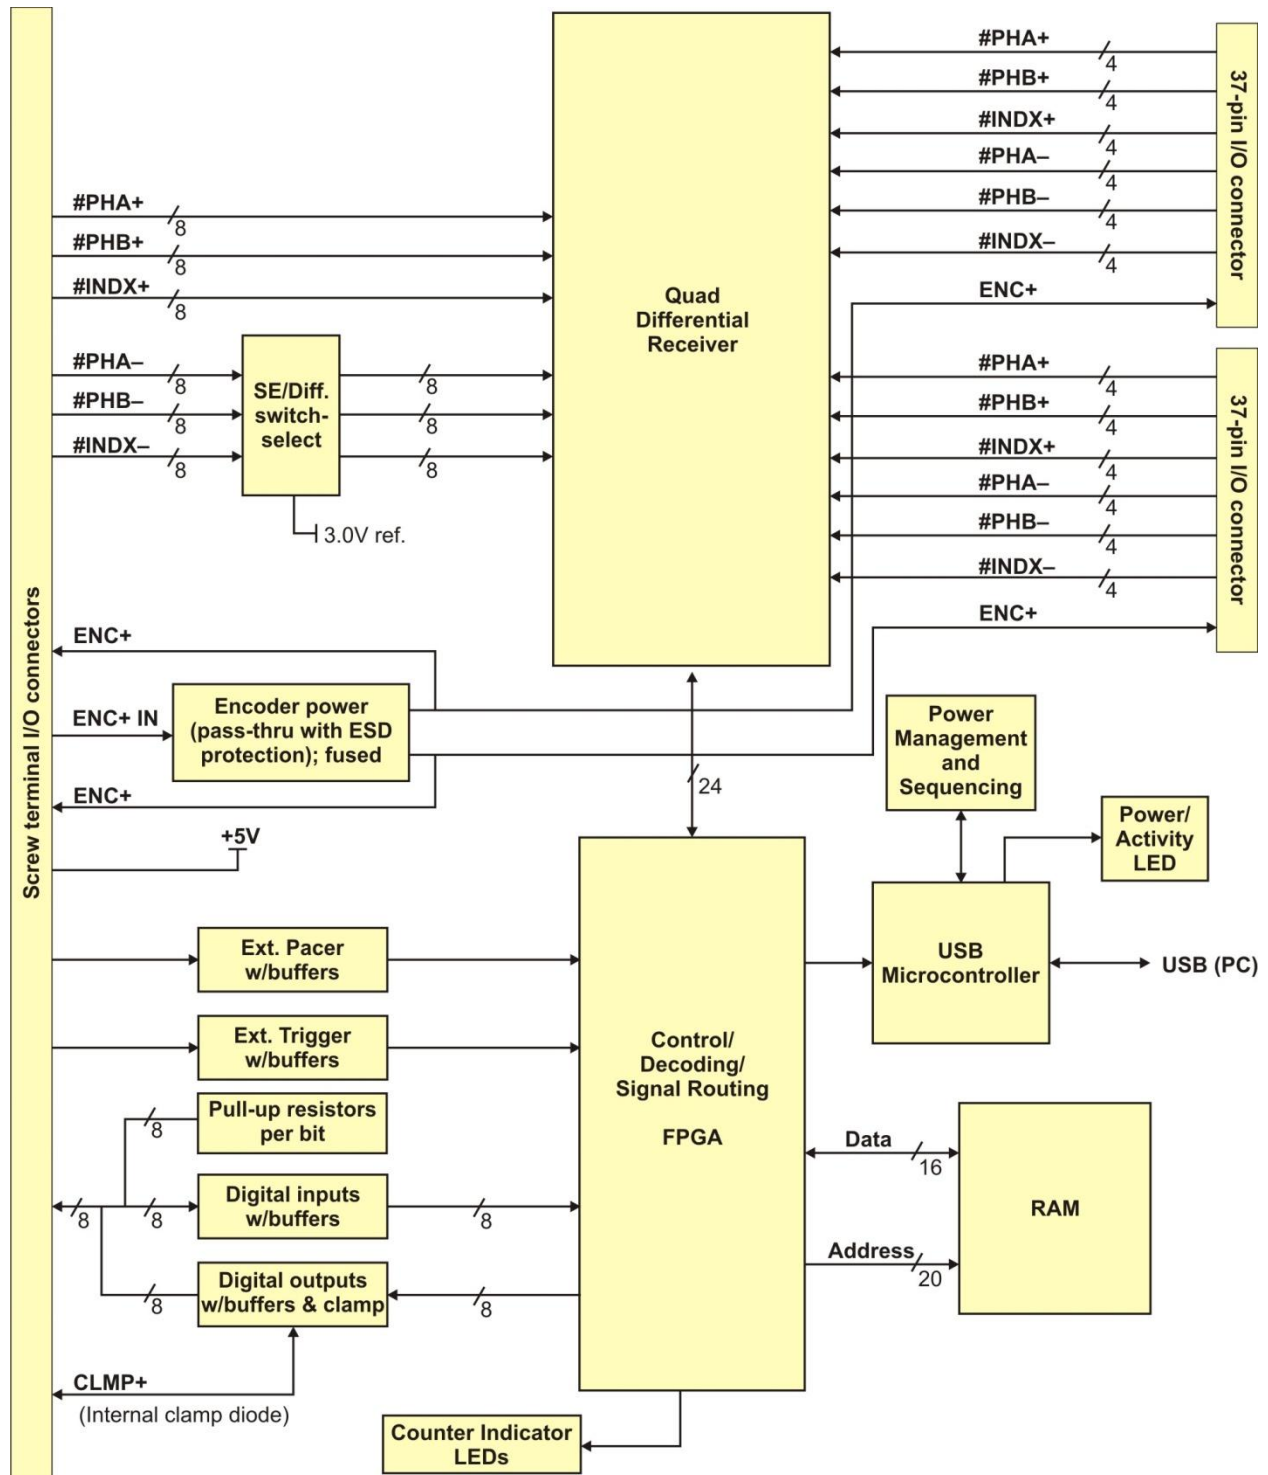 Screw terminal I/O connectors
#PHA+
8
#PHB+
8
#INDX+
8
#PHA–
8
#PHB–
8
#INDX–
8
SE/Diff.
switch-
select
8
8
8
3.0V ref.
Quad
Differential
Receiver
#PHA+
4
#PHB+
4
#INDX+
4
#PHA–
4
#PHB–
4
#INDX–
4
ENC+
37-pin I/O connector
#PHA+
4
#PHB+
4
#INDX+
4
#PHA–
4
#PHB–
4
#INDX–
4
ENC+
37-pin I/O connector
ENC+
ENC+ IN
Encoder power
(pass-thru with ESD
protection); fused
ENC+
+5V
24
Power
Management
and
Sequencing
Power/
Activity
LED
USB
Microcontroller
USB (PC)
Ext. Pacer
w/buffers
Ext. Trigger
w/buffers
Pull-up resistors
per bit
8
Digital inputs
w/buffers
8
8
8
Digital outputs
w/buffers & clamp
8
8
CLMP+
(Internal clamp diode)
Control/
Decoding/
Signal Routing
FPGA
Data
16
Address
20
RAM
Counter Indicator
LEDs